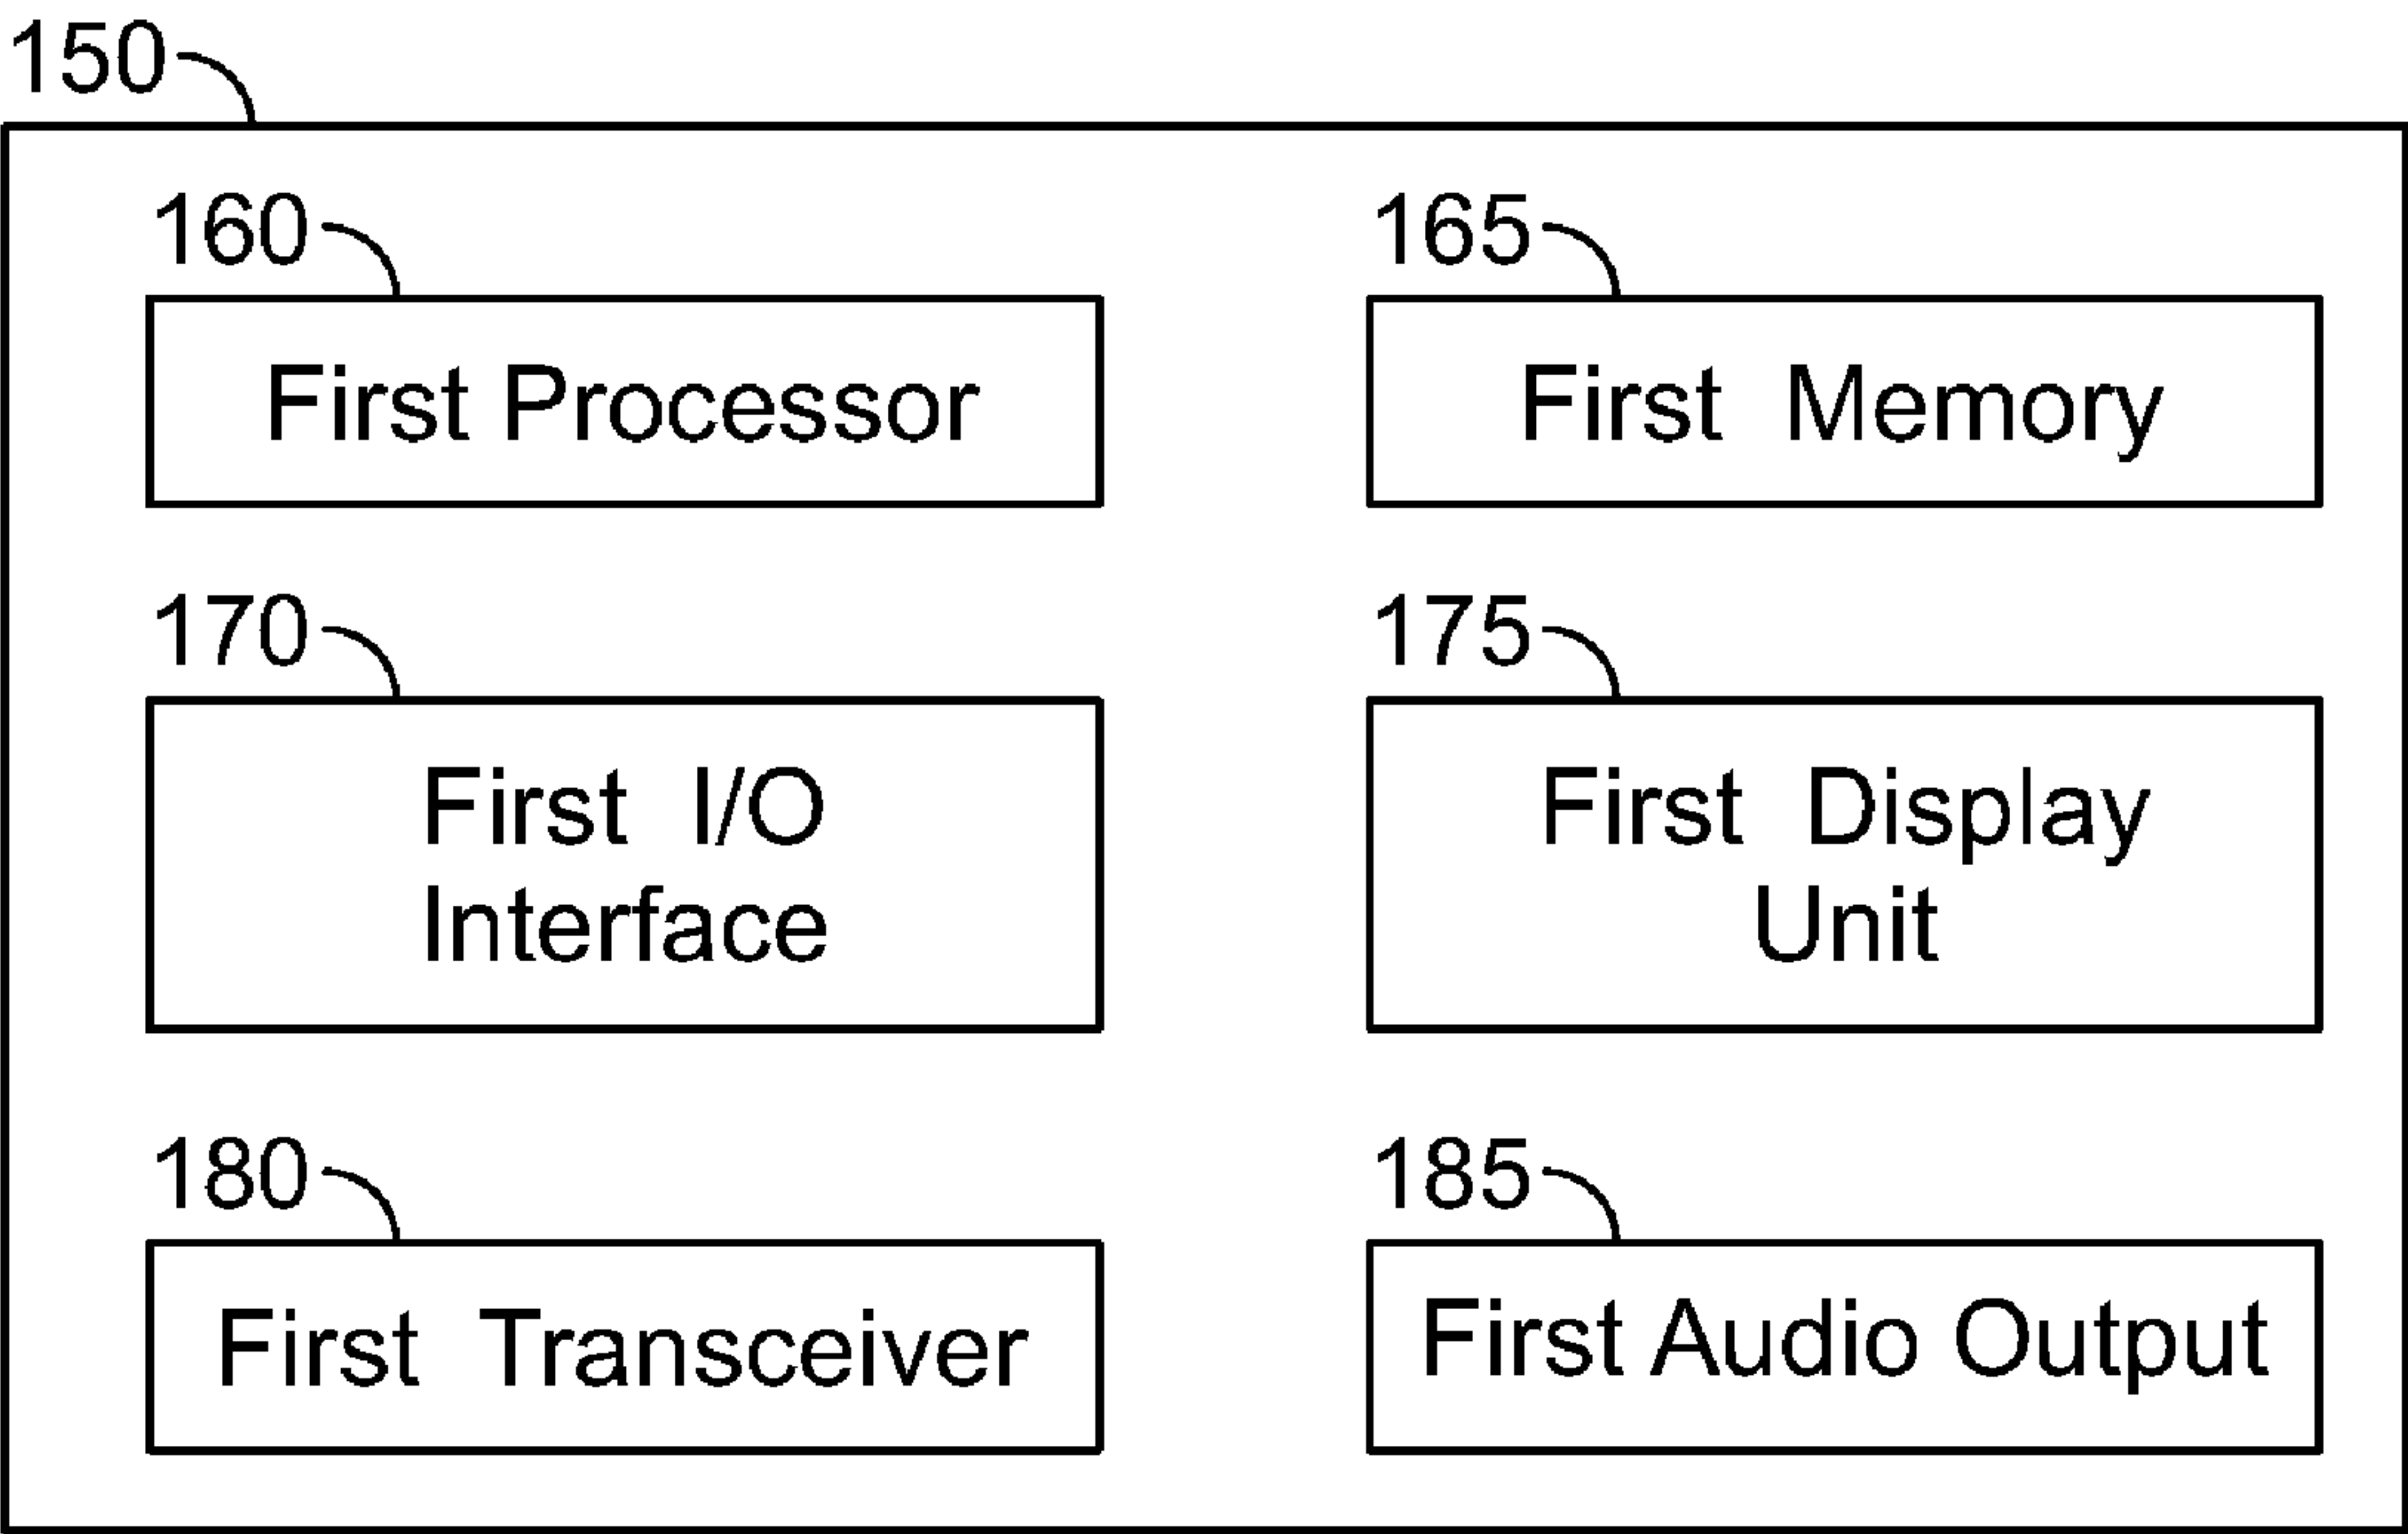 150
160
165
First Processor
First Memory
170
175
First I/O
Interface
First Display
Unit
180
185
First Transceiver
First Audio Output